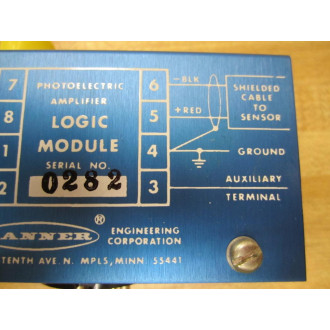 7
8
1
2
PHOTOELECTRIC
AMPLIFIER
LOGIC
MODULE
SERIAL NO.
0282
6
5
4
3
-BLK
+RED
SHIELDED
CABLE TO
SENSOR
GROUND
AUXILIARY
TERMINAL
ANNER ®
ENGINEERING
CORPORATION
TENTH AVE. N. MPLS, MINN. 55441